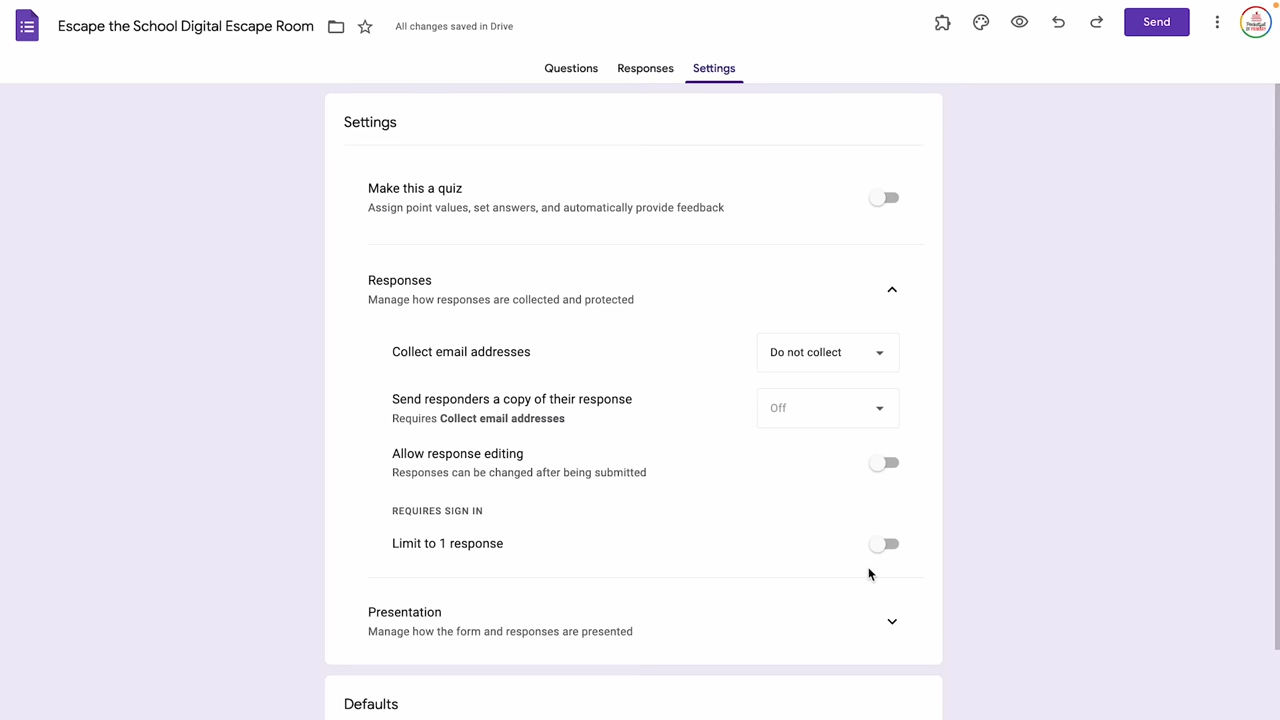 Escape the School Digital Escape Room
All changes saved in Drive
Send
Questions
Responses
Settings
Settings
Make this a quiz
Assign point values, set answers, and automatically provide feedback
Responses
Manage how responses are collected and protected
Collect email addresses
Do not collect
Send responders a copy of their response
Requires Collect email addresses
Off
Allow response editing
Responses can be changed after being submitted
REQUIRES SIGN IN
Limit to 1 response
Presentation
Manage how the form and responses are presented
Defaults